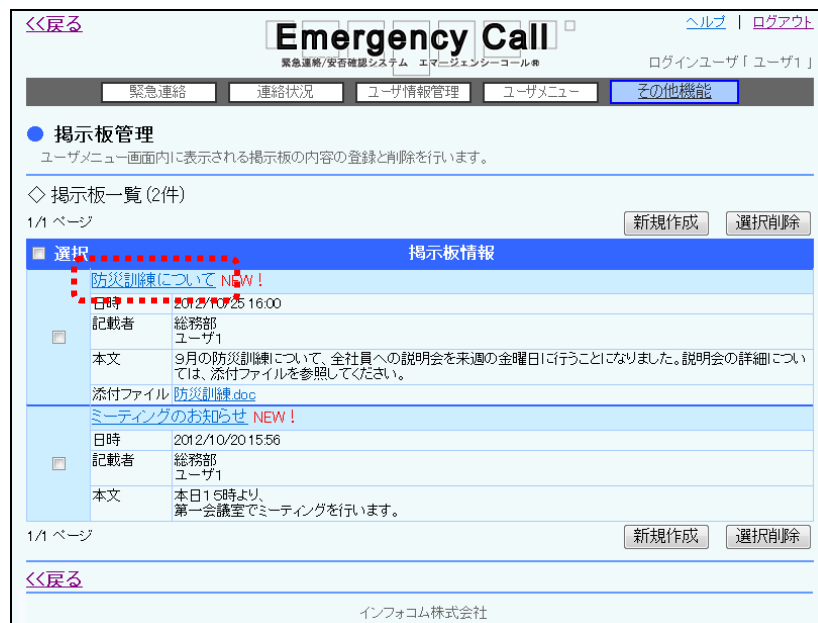 <<戻る
ヘルプ | ログアウト
Emergency Call
緊急連絡/安否確認システム エマージェンシーコール®
ログインユーザ「 ユーザ1 」
緊急連絡 連絡状況 ユーザ情報管理 ユーザメニュー その他機能
掲示板管理
ユーザメニュー画面内に表示される掲示板の内容の登録と削除を行います。
◇ 掲示板一覧 (2件)
1/1 ページ 新規作成 選択削除
選択 掲示板情報
防災訓練について NEW !
日時 2012/10/25 16:00
記載者 総務部
ユーザ1
本文 9月の防災訓練について、全社員への説明会を来週の金曜日に行うことになりました。説明会の詳細につい
ては、添付ファイルを参照してください。
添付ファイル 防災訓練.doc
ミーティングのお知らせ NEW !
日時 2012/10/20 15:56
記載者 総務部
ユーザ1
本文 本日15時より、
第一会議室でミーティングを行います。
1/1 ページ 新規作成 選択削除
<<戻る
インフォコム株式会社